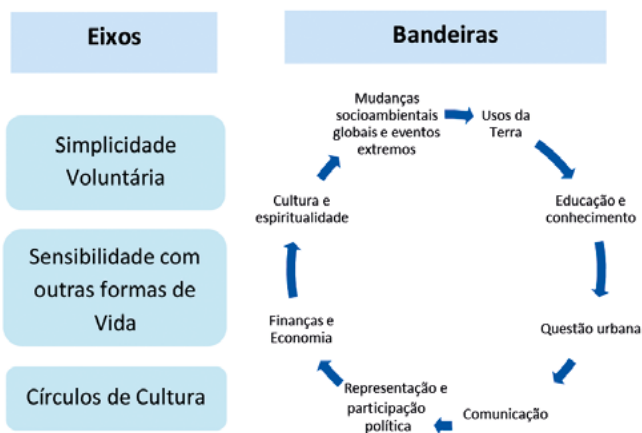 Eixos
Simplicidade
Voluntária
Sensibilidade com
outras formas de
Vida
Círculos de Cultura
Bandeiras
Mudanças
socioambientais
globais e eventos
extremos
Usos da
Terra
Educação e
conhecimento
Questão urbana
Comunicação
Representação e
participação
política
Finanças e
Economia
Cultura e
espiritualidade